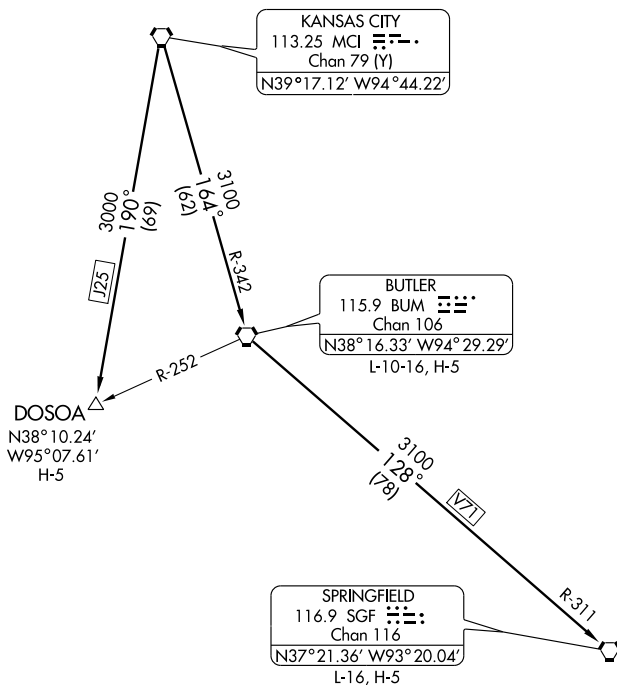 KANSAS CITY
113.25 MCI
Chan 79 (Y)
N39°17.12' W94°44.22'
3000
190°
(69)
J25
3100
164°
(62)
R-342
BUTLER
115.9 BUM
Chan 106
N38°16.33' W94°29.29'
L-10-16, H-5
R-252
DOSOA
N38°10.24'
W95°07.61'
H-5
3100
128°
(78)
V71
R-311
SPRINGFIELD
116.9 SGF
Chan 116
N37°21.36' W93°20.04'
L-16, H-5